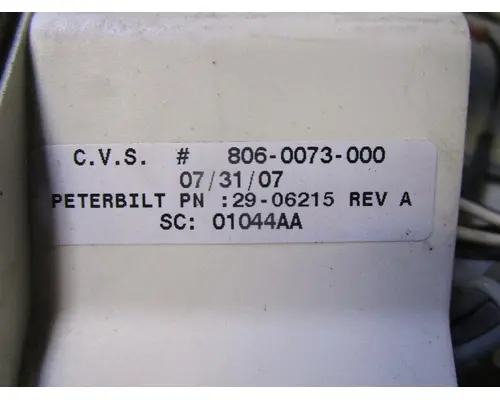 C.V.S. # 806-0073-000
07/31/07
PETERBILT PN :29-06215 REV A
SC: 01044AA